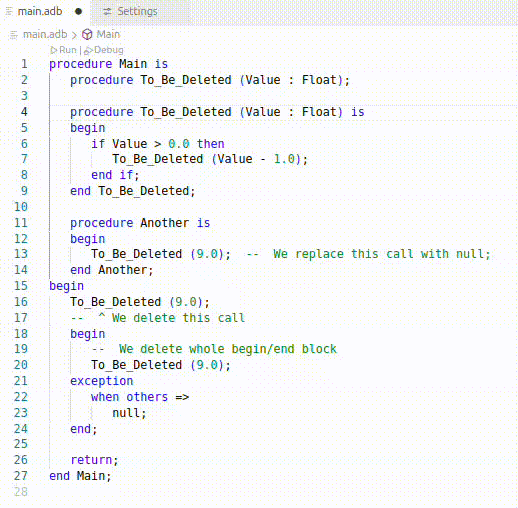 main.adb ● Settings
main.adb > Main
Run | Debug
1 procedure Main is
2    procedure To_Be_Deleted (Value : Float);
3
4    procedure To_Be_Deleted (Value : Float) is
5    begin
6       if Value > 0.0 then
7          To_Be_Deleted (Value - 1.0);
8       end if;
9    end To_Be_Deleted;
10
11    procedure Another is
12    begin
13       To_Be_Deleted (9.0);  --  We replace this call with null;
14    end Another;
15 begin
16    To_Be_Deleted (9.0);
17    --  ^ We delete this call
18    begin
19       --  We delete whole begin/end block
20       To_Be_Deleted (9.0);
21    exception
22       when others =>
23          null;
24    end;
25
26    return;
27 end Main;
28